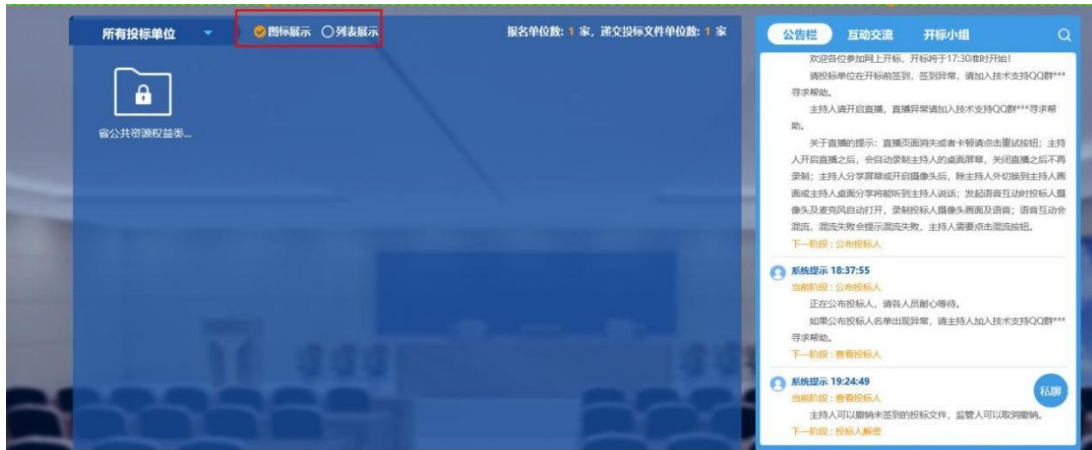 所有投标单位
图标展示 列表展示
报名单位数: 1 家，递交投标文件单位数: 1 家
省公共资源权益类...
公告栏 互动交流 开标小组
欢迎各位参加网上开标，开标将于17:30准时开始！
请投标单位在开标前签到，签到异常，请加入技术支持QQ群***
寻求帮助。
主持人请开启直播，直播异常请加入技术支持QQ群***寻求帮
助。
关于直播的提示：直播页面消失或者卡顿请点击重试按钮；主持
人开启直播之后，会自动录制主持人的桌面屏幕，关闭直播之后不再
录制；主持人分享屏幕或开启摄像头后，除主持人外切换到主持人画
面或主持人桌面分享将能听到主持人说话；发起语音互动时投标人摄
像头及麦克风自动打开，录制投标人摄像头画面及语音；语音互动会
混流，混流失败会提示混流失败，主持人需要点击混流按钮。
下一阶段：公布投标人
系统提示 18:37:55
当前阶段：公布投标人
正在公布投标人，请各人员耐心等待。
如果公布投标人名单出现异常，请主持人加入技术支持QQ群***
寻求帮助。
下一阶段：查看投标人
系统提示 19:24:49
当前阶段：查看投标人
主持人可以撤销未签到的投标文件，监管人可以取消撤销。
下一阶段：投标人解密
私聊